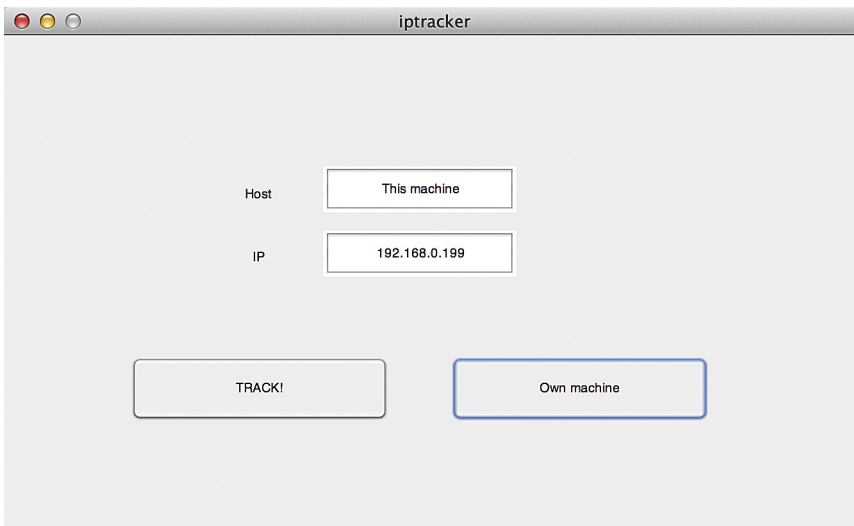 iptracker
Host
This machine
IP
192.168.0.199
TRACK!
Own machine